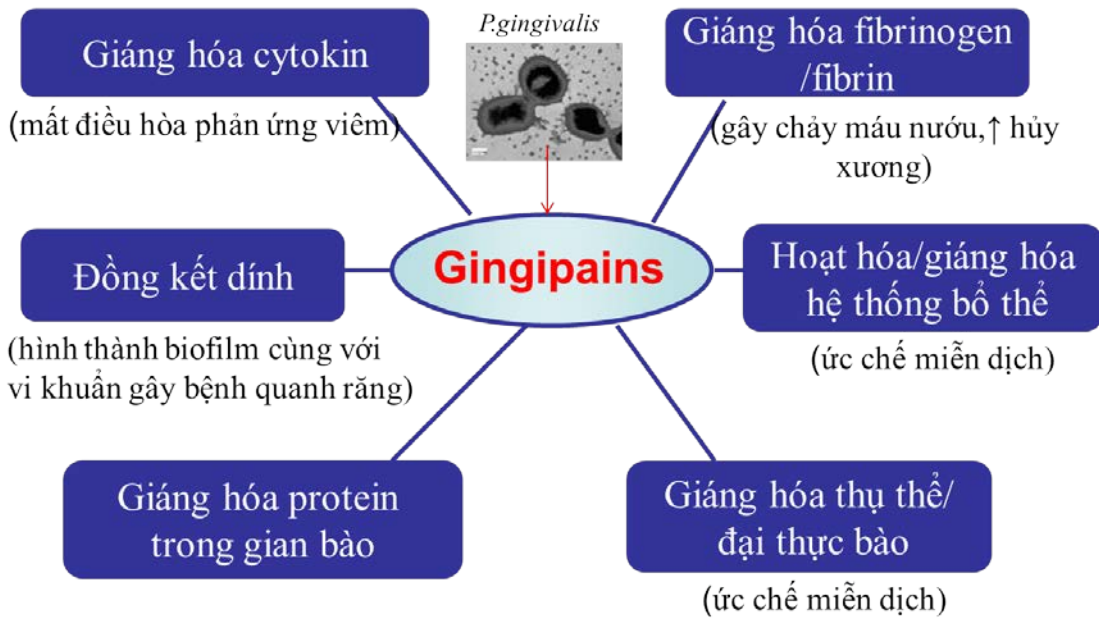 P.gingivalis
Giáng hóa cytokin
(mất điều hòa phản ứng viêm)
Giáng hóa fibrinogen
/fibrin
(gây chảy máu nướu,↑ hủy
xương)
Gingipains
Đồng kết dính
(hình thành biofilm cùng với
vi khuẩn gây bệnh quanh răng)
Hoạt hóa/giáng hóa
hệ thống bổ thể
(ức chế miễn dịch)
Giáng hóa protein
trong gian bào
Giáng hóa thụ thể/
đại thực bào
(ức chế miễn dịch)